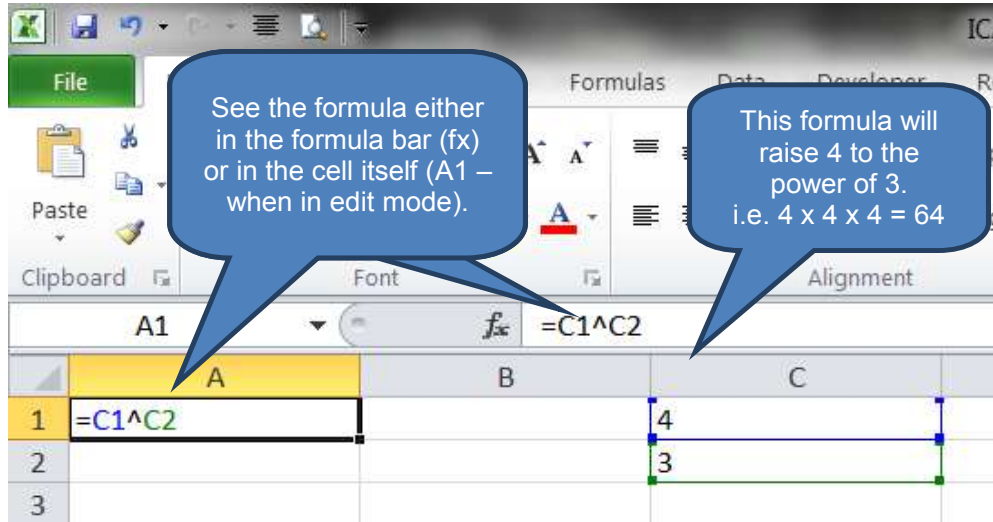 IC
File
Formulas
Data
Developer
R
See the formula either
in the formula bar (fx)
or in the cell itself (A1 –
when in edit mode).
This formula will
raise 4 to the
power of 3.
i.e. 4 x 4 x 4 = 64
Paste
Clipboard
Font
Alignment
A1
fx
=C1^C2
A
B
C
1
=C1^C2
4
2
3
3